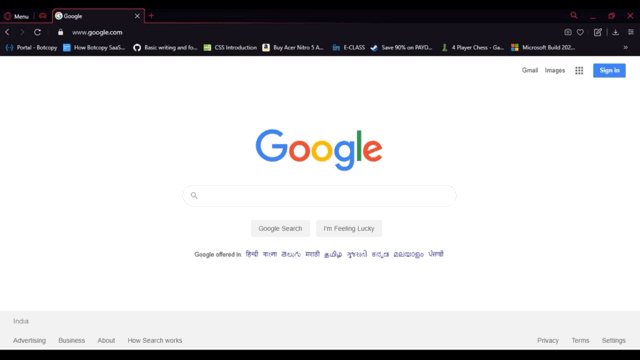 Menu
Google
www.google.com
Portal - Botcopy
How Botcopy SaaS...
Basic writing and fo...
CSS Introduction
Buy Acer Nitro 5 A...
E-CLASS
Save 90% on PAYD...
4 Player Chess - Ga...
Microsoft Build 202...
»
Gmail Images Sign in
Google
Google Search I'm Feeling Lucky
Google offered in: हिन्दी বাংলা తెలుగు मराठी தமிழ் ગુજરાતી ಕನ್ನಡ മലയാളം ਪੰਜਾਬੀ
India
Advertising Business About How Search works Privacy Terms Settings